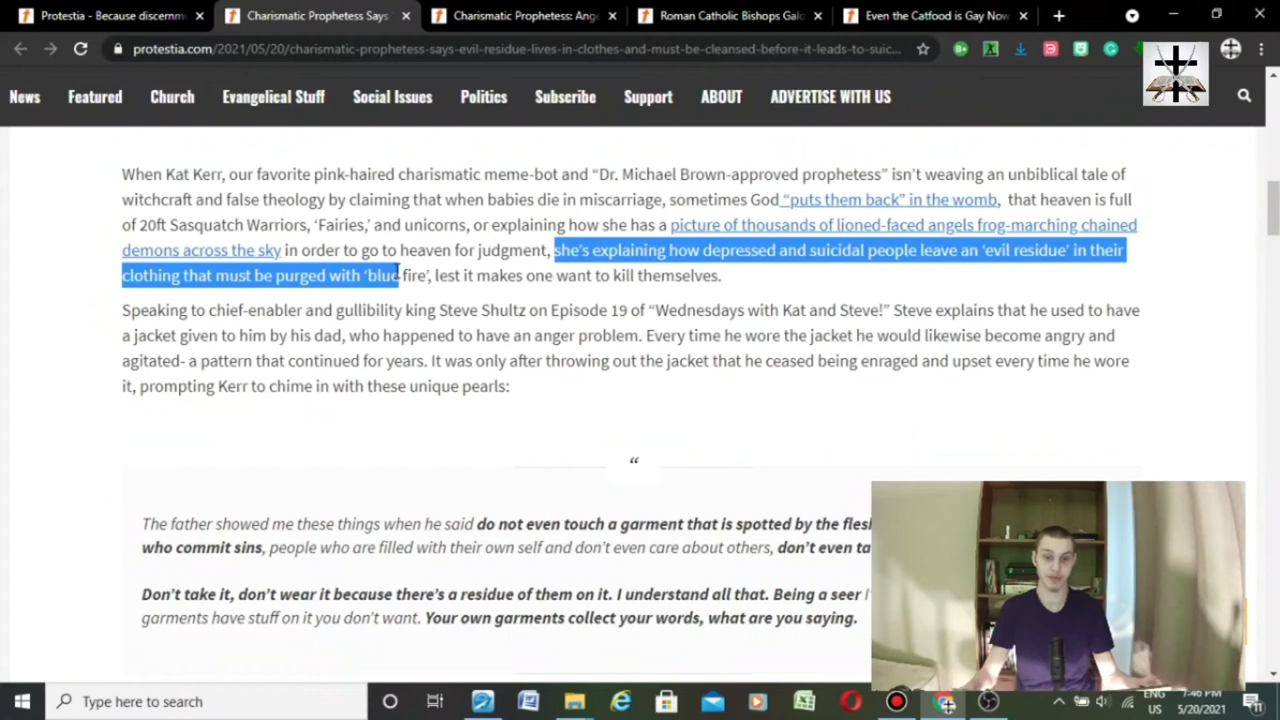 Protestia - Because discernm
Charismatic Prophetess Says
Charismatic Prophetess: Ange
Roman Catholic Bishops Galo
Even the Catfood is Gay Now
protestia.com/2021/05/20/charismatic-prophetess-says-evil-residue-lives-in-clothes-and-must-be-cleansed-before-it-leads-to-suic...
News Featured Church Evangelical Stuff Social Issues Politics Subscribe Support ABOUT ADVERTISE WITH US
When Kat Kerr, our favorite pink-haired charismatic meme-bot and “Dr. Michael Brown-approved prophetess” isn’t weaving an unbiblical tale of
witchcraft and false theology by claiming that when babies die in miscarriage, sometimes God “puts them back” in the womb, that heaven is full
of 20ft Sasquatch Warriors, ‘Fairies,’ and unicorns, or explaining how she has a picture of thousands of lioned-faced angels frog-marching chained
demons across the sky in order to go to heaven for judgment, she’s explaining how depressed and suicidal people leave an ‘evil residue’ in their
clothing that must be purged with ‘blue fire’, lest it makes one want to kill themselves.
Speaking to chief-enabler and gullibility king Steve Shultz on Episode 19 of “Wednesdays with Kat and Steve!” Steve explains that he used to have
a jacket given to him by his dad, who happened to have an anger problem. Every time he wore the jacket he would likewise become angry and
agitated- a pattern that continued for years. It was only after throwing out the jacket that he ceased being enraged and upset every time he wore
it, prompting Kerr to chime in with these unique pearls:
“
The father showed me these things when he said do not even touch a garment that is spotted by the fles
who commit sins, people who are filled with their own self and don’t even care about others, don’t even ta
Don’t take it, don’t wear it because there’s a residue of them on it. I understand all that. Being a seer
garments have stuff on it you don’t want. Your own garments collect your words, what are you saying.
Type here to search
ENG
US
7:46 PM
5/20/2021